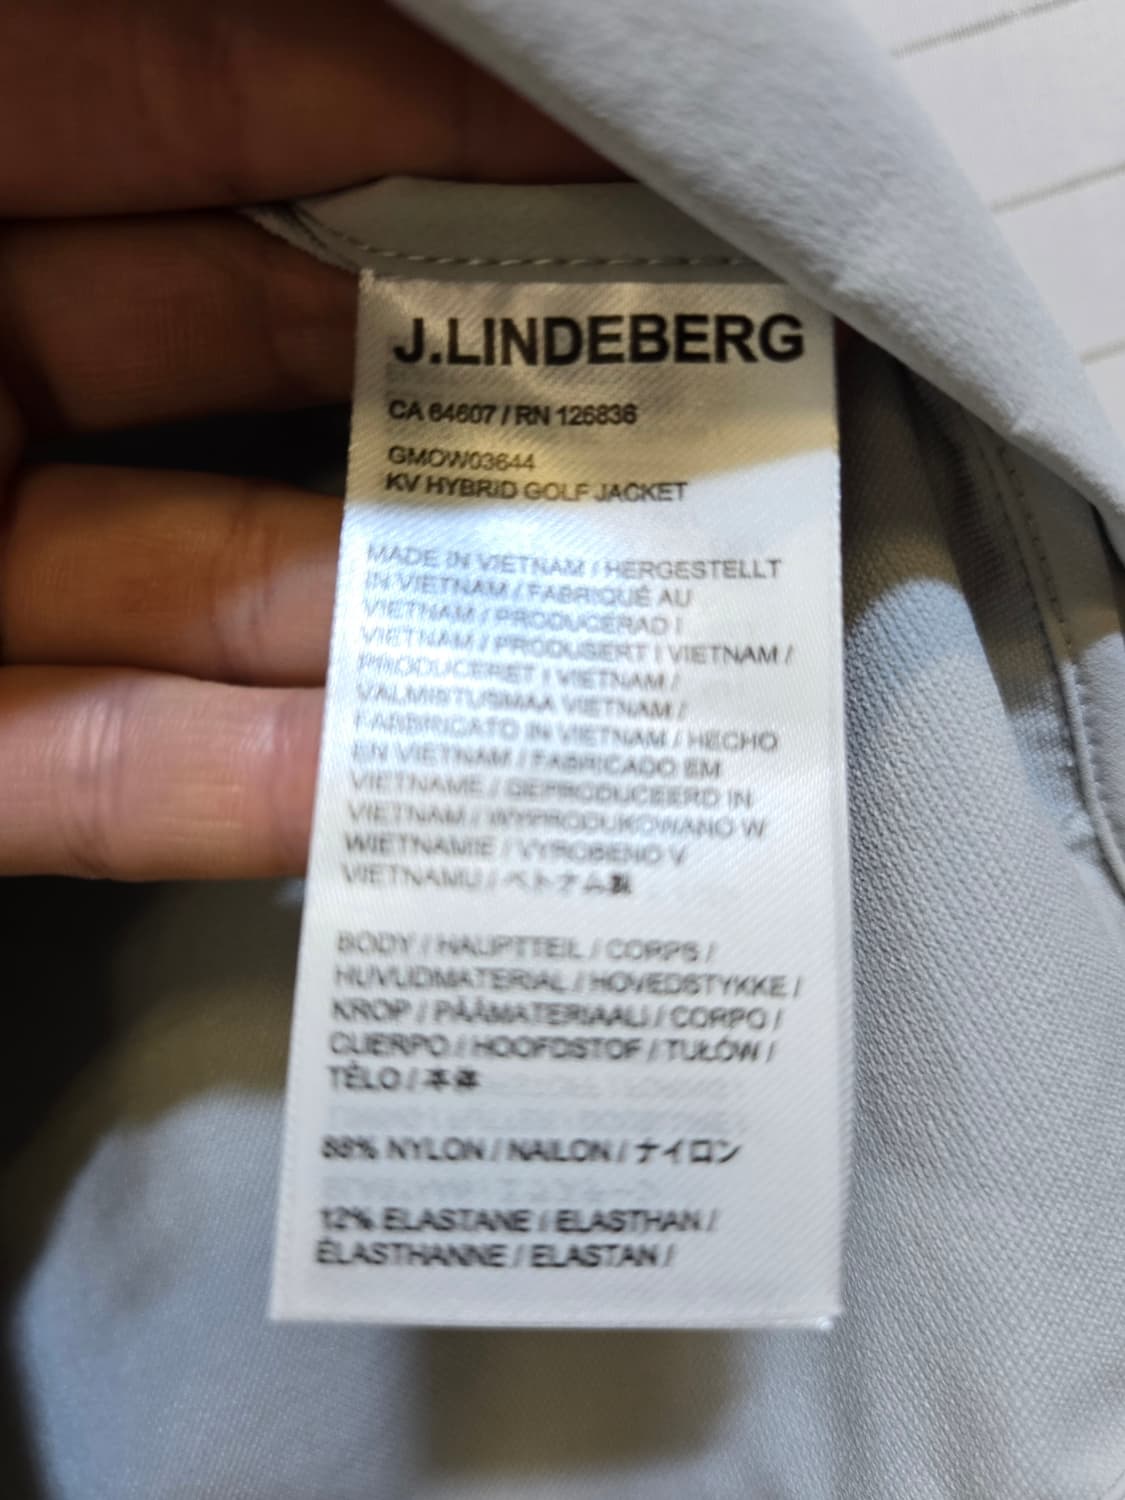 J.LINDEBERG
CA 64607 / RN 126836
GMOW03644
KV HYBRID GOLF JACKET
MADE IN VIETNAM / HERGESTELLT
IN VIETNAM / FABRIQUÉ AU
VIETNAM / PRODUCERAD I
VIETNAM / PRODUSERT I VIETNAM /
PRODUCERET I VIETNAM /
VALMISTUSMAA VIETNAM /
FABBRICATO IN VIETNAM / HECHO
EN VIETNAM / FABRICADO EM
VIETNAME / GEPRODUCEERD IN
VIETNAM / WYPRODUKOWANO W
WIETNAMIE / VYROBENO V
VIETNAMU / ベトナム製
BODY / HAUPTTEIL / CORPS /
HUVUDMATERIAL / HOVEDSTYKKE /
KROP / PÄÄMATERIAALI / CORPO /
CUERPO / HOOFDSTOF / TUŁÓW /
TĚLO / 本体
88% NYLON / NAILON / ナイロン
12% ELASTANE / ELASTHAN /
ÉLASTHANNE / ELASTAN /